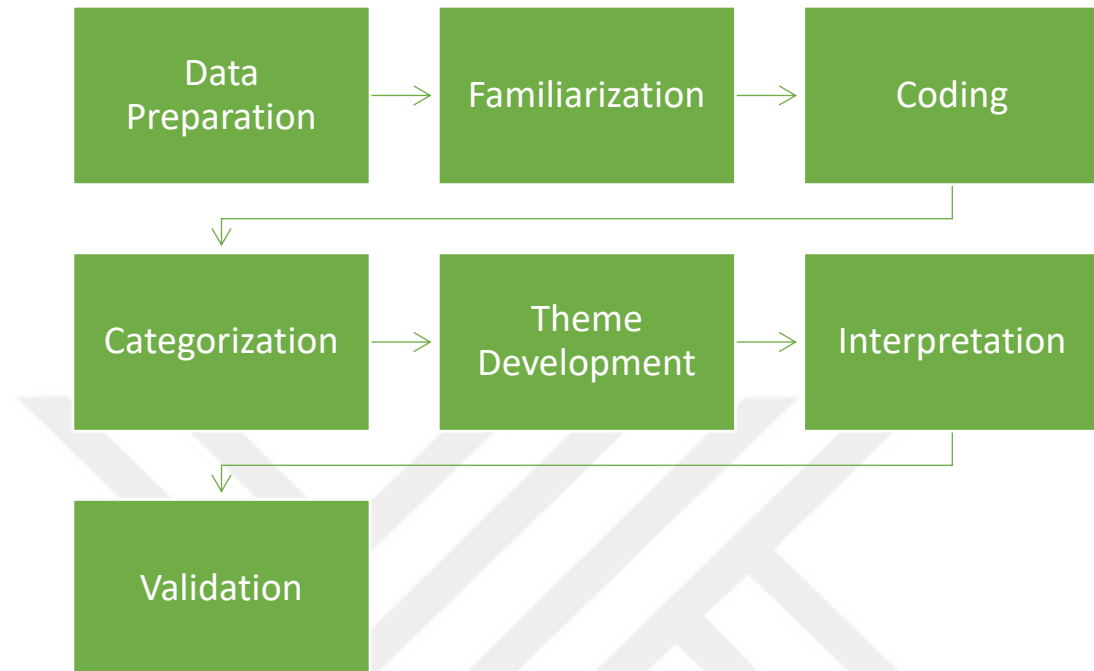 Data
Preparation
Familiarization
Coding
Categorization
Theme
Development
Interpretation
Validation